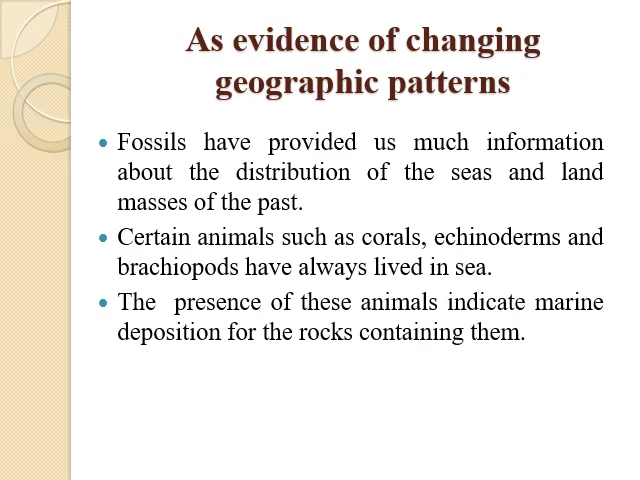 As evidence of changing
geographic patterns
• Fossils have provided us much information
about the distribution of the seas and land
masses of the past.
• Certain animals such as corals, echinoderms and
brachiopods have always lived in sea.
• The  presence of these animals indicate marine
deposition for the rocks containing them.